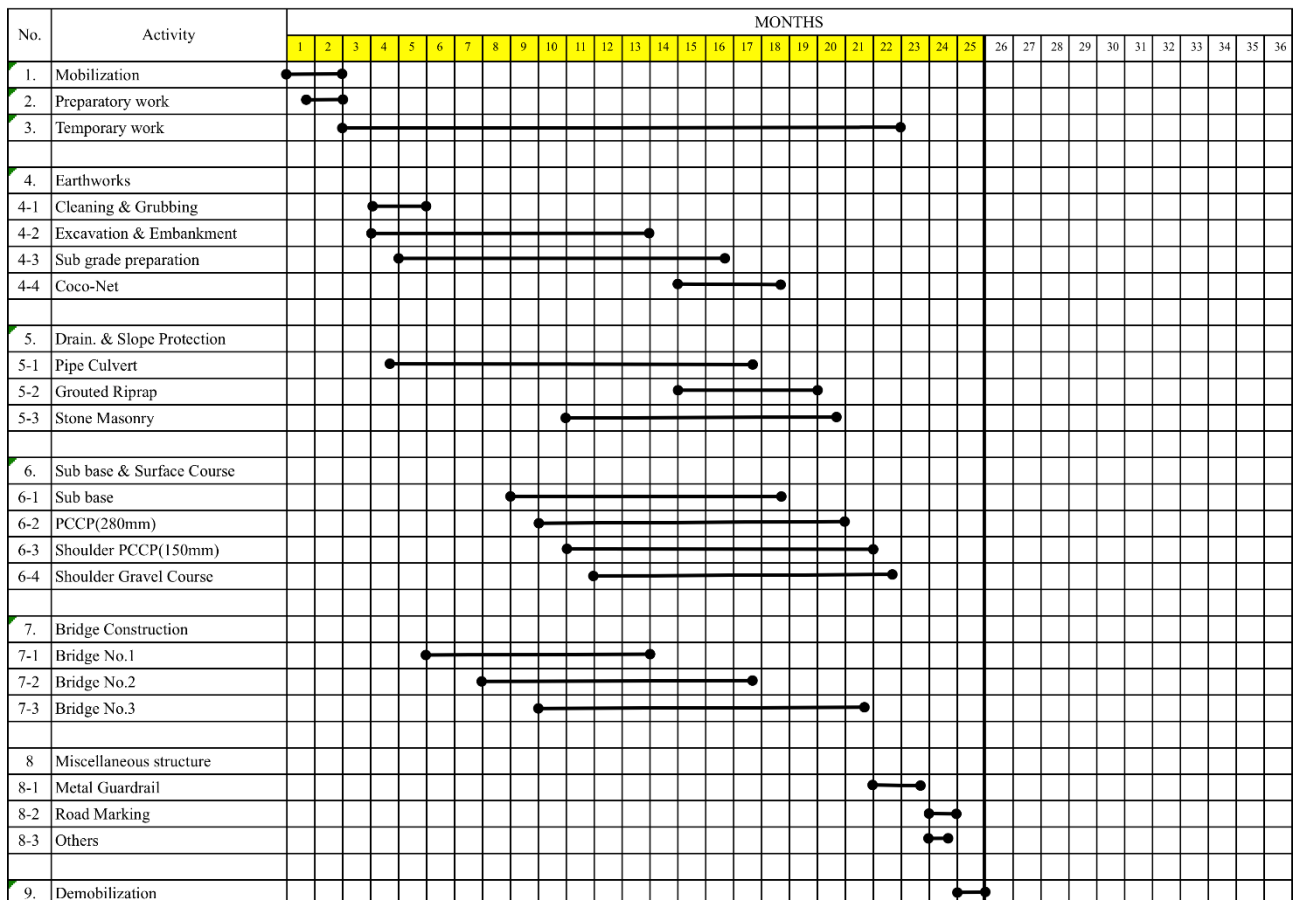 No. Activity MONTHS
1 2 3 4 5 6 7 8 9 10 11 12 13 14 15 16 17 18 19 20 21 22 23 24 25 26 27 28 29 30 31 32 33 34 35 36
1. Mobilization
2. Preparatory work
3. Temporary work
4. Earthworks
4-1 Cleaning & Grubbing
4-2 Excavation & Embankment
4-3 Sub grade preparation
4-4 Coco-Net
5. Drain. & Slope Protection
5-1 Pipe Culvert
5-2 Grouted Riprap
5-3 Stone Masonry
6. Sub base & Surface Course
6-1 Sub base
6-2 PCCP(280mm)
6-3 Shoulder PCCP(150mm)
6-4 Shoulder Gravel Course
7. Bridge Construction
7-1 Bridge No.1
7-2 Bridge No.2
7-3 Bridge No.3
8 Miscellaneous structure
8-1 Metal Guardrail
8-2 Road Marking
8-3 Others
9. Demobilization